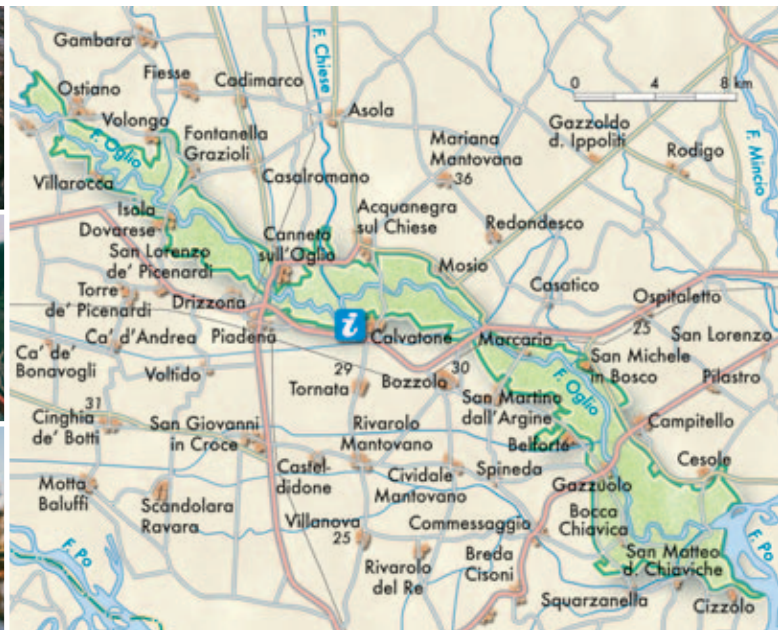 Gambara
F. Chiese
0 4 8 km
Fiesse
Cadimarco
Ostiano
Volongo
Asola
F. Oglio
Fontanella
Grazioli
Mariana
Mantovana
36
Gazzoldo
d. Ippoliti
Rodigo
F. Mincio
Villarocca
Casalromano
Isola
Dovarese
Acquanegra
sul Chiese
Redondesco
Canneto
sull'Oglio
San Lorenzo
de' Picenardi
Mosio
Casatico
Ospitaletto
25
Torre
de' Picenardi
Drizzona
San Lorenzo
Ca' d'Andrea
Piadena
i
Calvatone
Marcaria
San Michele
in Bosco
Ca' de'
Bonavogli
Voltido
29
30
Tornata
Bozzolo
F. Oglio
Pilastro
San Martino
dall'Argine
31
Cinghia
de' Botti
San Giovanni
in Croce
Rivarolo
Mantovano
Belforte
Campitello
Castel-
didone
Cividale
Mantovano
Spineda
Cesole
Gazzuolo
Motta
Baluffi
Scandolara
Ravara
Villanova
25
Commessaggio
Bocca
Chiavica
F. Po
Rivarolo
del Re
Breda
Cisoni
San Matteo
d. Chiaviche
F. Po
Squarzanella
Cizzolo